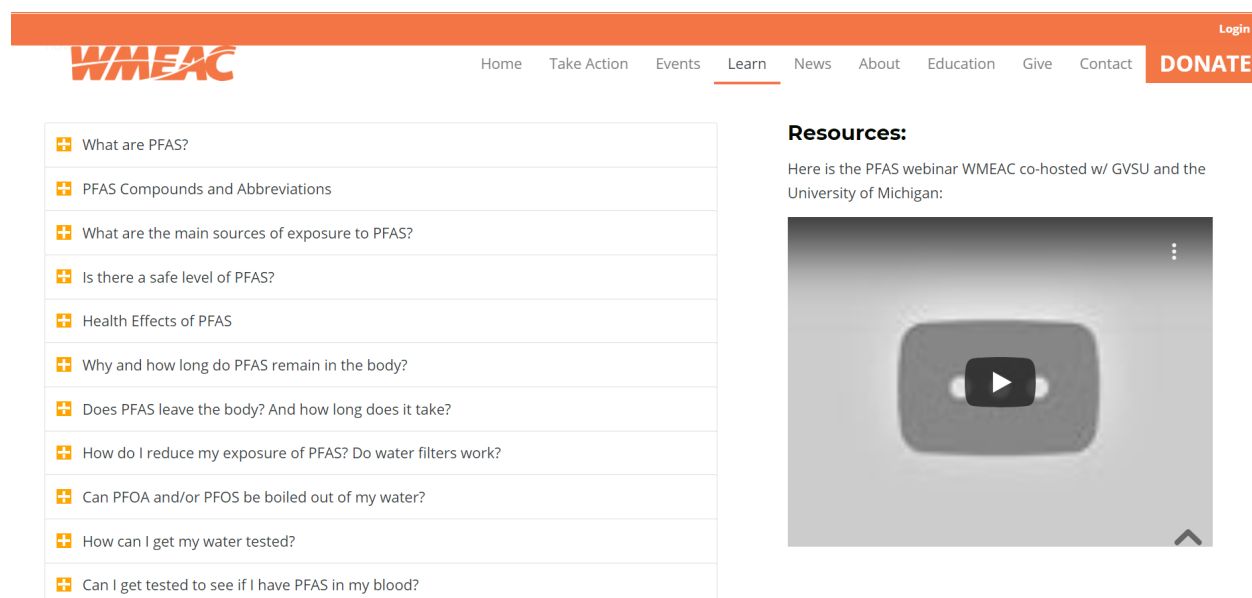 Login
WMEAC
Home Take Action Events Learn News About Education Give Contact DONATE
What are PFAS?
PFAS Compounds and Abbreviations
What are the main sources of exposure to PFAS?
Is there a safe level of PFAS?
Health Effects of PFAS
Why and how long do PFAS remain in the body?
Does PFAS leave the body? And how long does it take?
How do I reduce my exposure of PFAS? Do water filters work?
Can PFOA and/or PFOS be boiled out of my water?
How can I get my water tested?
Can I get tested to see if I have PFAS in my blood?
Resources:
Here is the PFAS webinar WMEAC co-hosted w/ GVSU and the
University of Michigan: